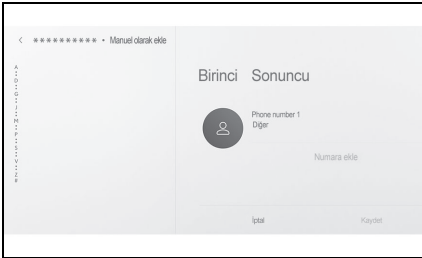 < ********** • Manuel olarak ekle
A
D
G
J
M
P
S
V
Z
#
Birinci Sonuncu
Phone number 1
Diğer
Numara ekle
İptal Kaydet